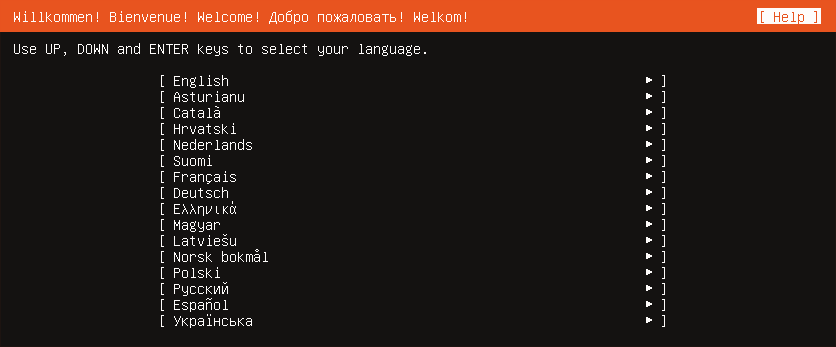 Willkommen! Bienvenue! Welcome! Добро пожаловать! Welkom! [ Help ]
Use UP, DOWN and ENTER keys to select your language.
[ English ► ]
[ Asturianu ► ]
[ Català ► ]
[ Hrvatski ► ]
[ Nederlands ► ]
[ Suomi ► ]
[ Français ► ]
[ Deutsch ► ]
[ Ελληνικά ► ]
[ Magyar ► ]
[ Latviešu ► ]
[ Norsk bokmål ► ]
[ Polski ► ]
[ Русский ► ]
[ Español ► ]
[ Українська ► ]